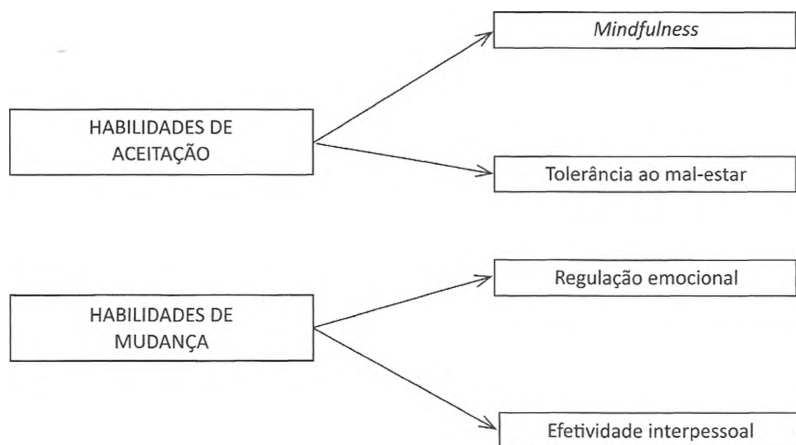 Mindfulness
HABILIDADES DE
ACEITAÇÃO
Tolerância ao mal-estar
Regulação emocional
HABILIDADES DE
MUDANÇA
Efetividade interpessoal